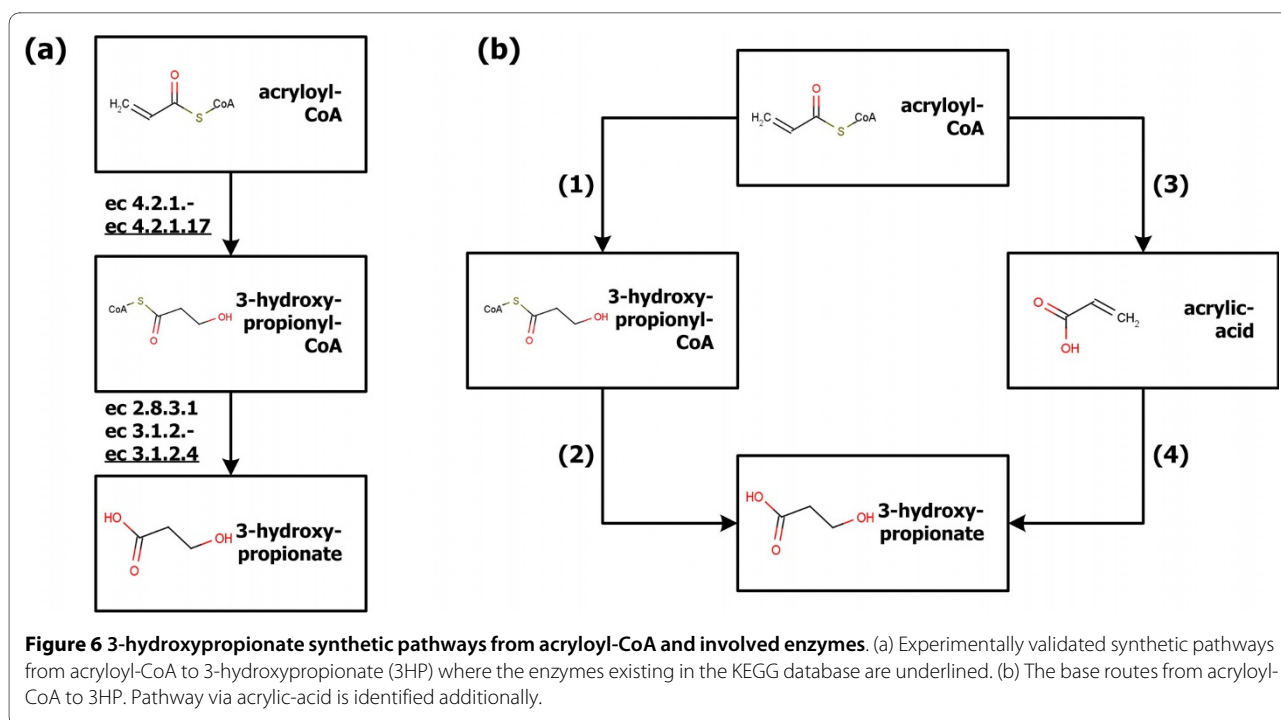 (a)
O
H₂C
S
CoA
acryloyl-
CoA
ec 4.2.1.-
ec 4.2.1.17
CoA
S
O
OH
3-hydroxy-
propionyl-
CoA
ec 2.8.3.1
ec 3.1.2.-
ec 3.1.2.4
HO
O
OH
3-hydroxy-
propionate
(b)
O
H₂C
S
CoA
acryloyl-
CoA
(1)
(3)
CoA
S
O
OH
3-hydroxy-
propionyl-
CoA
O
OH
CH₂
acrylic-
acid
(2)
(4)
HO
O
OH
3-hydroxy-
propionate
Figure 6 3-hydroxypropionate synthetic pathways from acryloyl-CoA and involved enzymes. (a) Experimentally validated synthetic pathways
from acryloyl-CoA to 3-hydroxypropionate (3HP) where the enzymes existing in the KEGG database are underlined. (b) The base routes from acryloyl-
CoA to 3HP. Pathway via acrylic-acid is identified additionally.